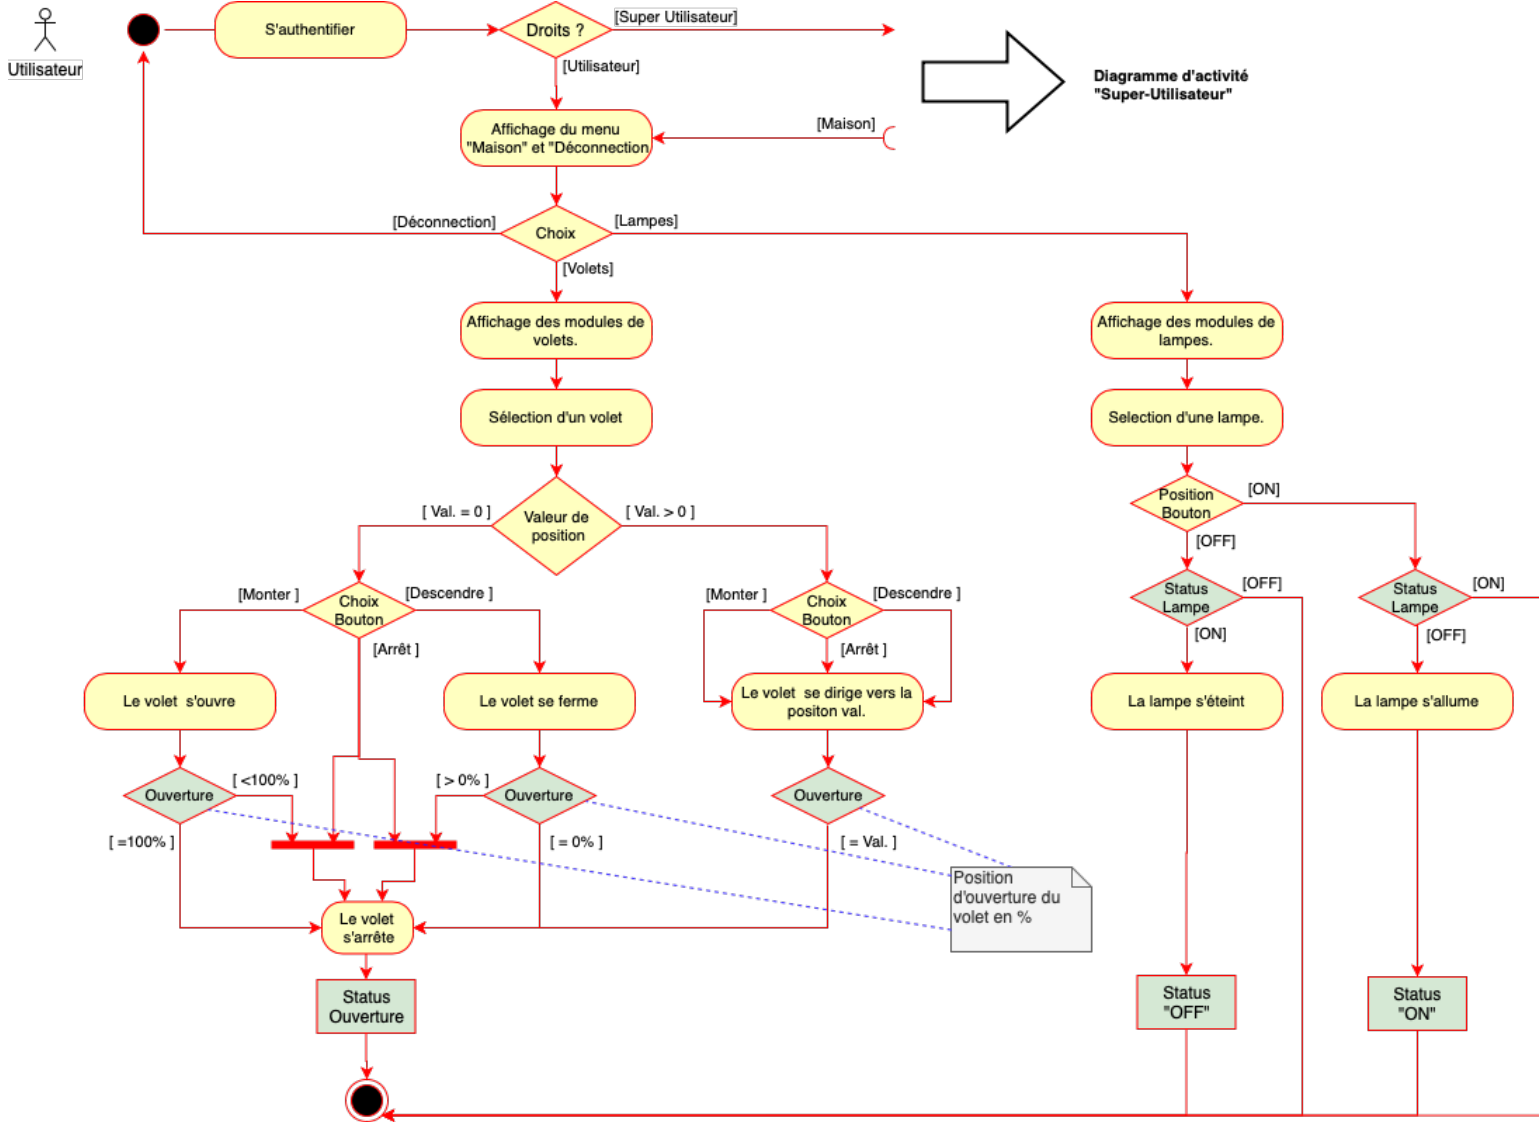 Utilisateur
S'authentifier
Droits ?
[Super Utilisateur]
[Utilisateur]
Diagramme d'activité
"Super-Utilisateur"
Affichage du menu
"Maison" et "Déconnection
[Maison]
[Déconnection]
Choix
[Lampes]
[Volets]
Affichage des modules de
volets.
Affichage des modules de
lampes.
Sélection d'un volet
Selection d'une lampe.
[ Val. = 0 ]
Valeur de
position
[ Val. > 0 ]
Position
Bouton
[ON]
[OFF]
[Monter ]
Choix
Bouton
[Descendre ]
[Arrêt ]
[Monter ]
Choix
Bouton
[Descendre ]
[Arrêt ]
Status
Lampe
[OFF]
[ON]
Status
Lampe
[ON]
[OFF]
Le volet  s'ouvre
Le volet se ferme
Le volet  se dirige vers la
positon val.
La lampe s'éteint
La lampe s'allume
Ouverture
[ <100% ]
[ =100% ]
[ > 0% ]
Ouverture
[ = 0% ]
Ouverture
[ = Val. ]
Position
d'ouverture du
volet en %
Le volet
s'arrête
Status
Ouverture
Status
"OFF"
Status
"ON"